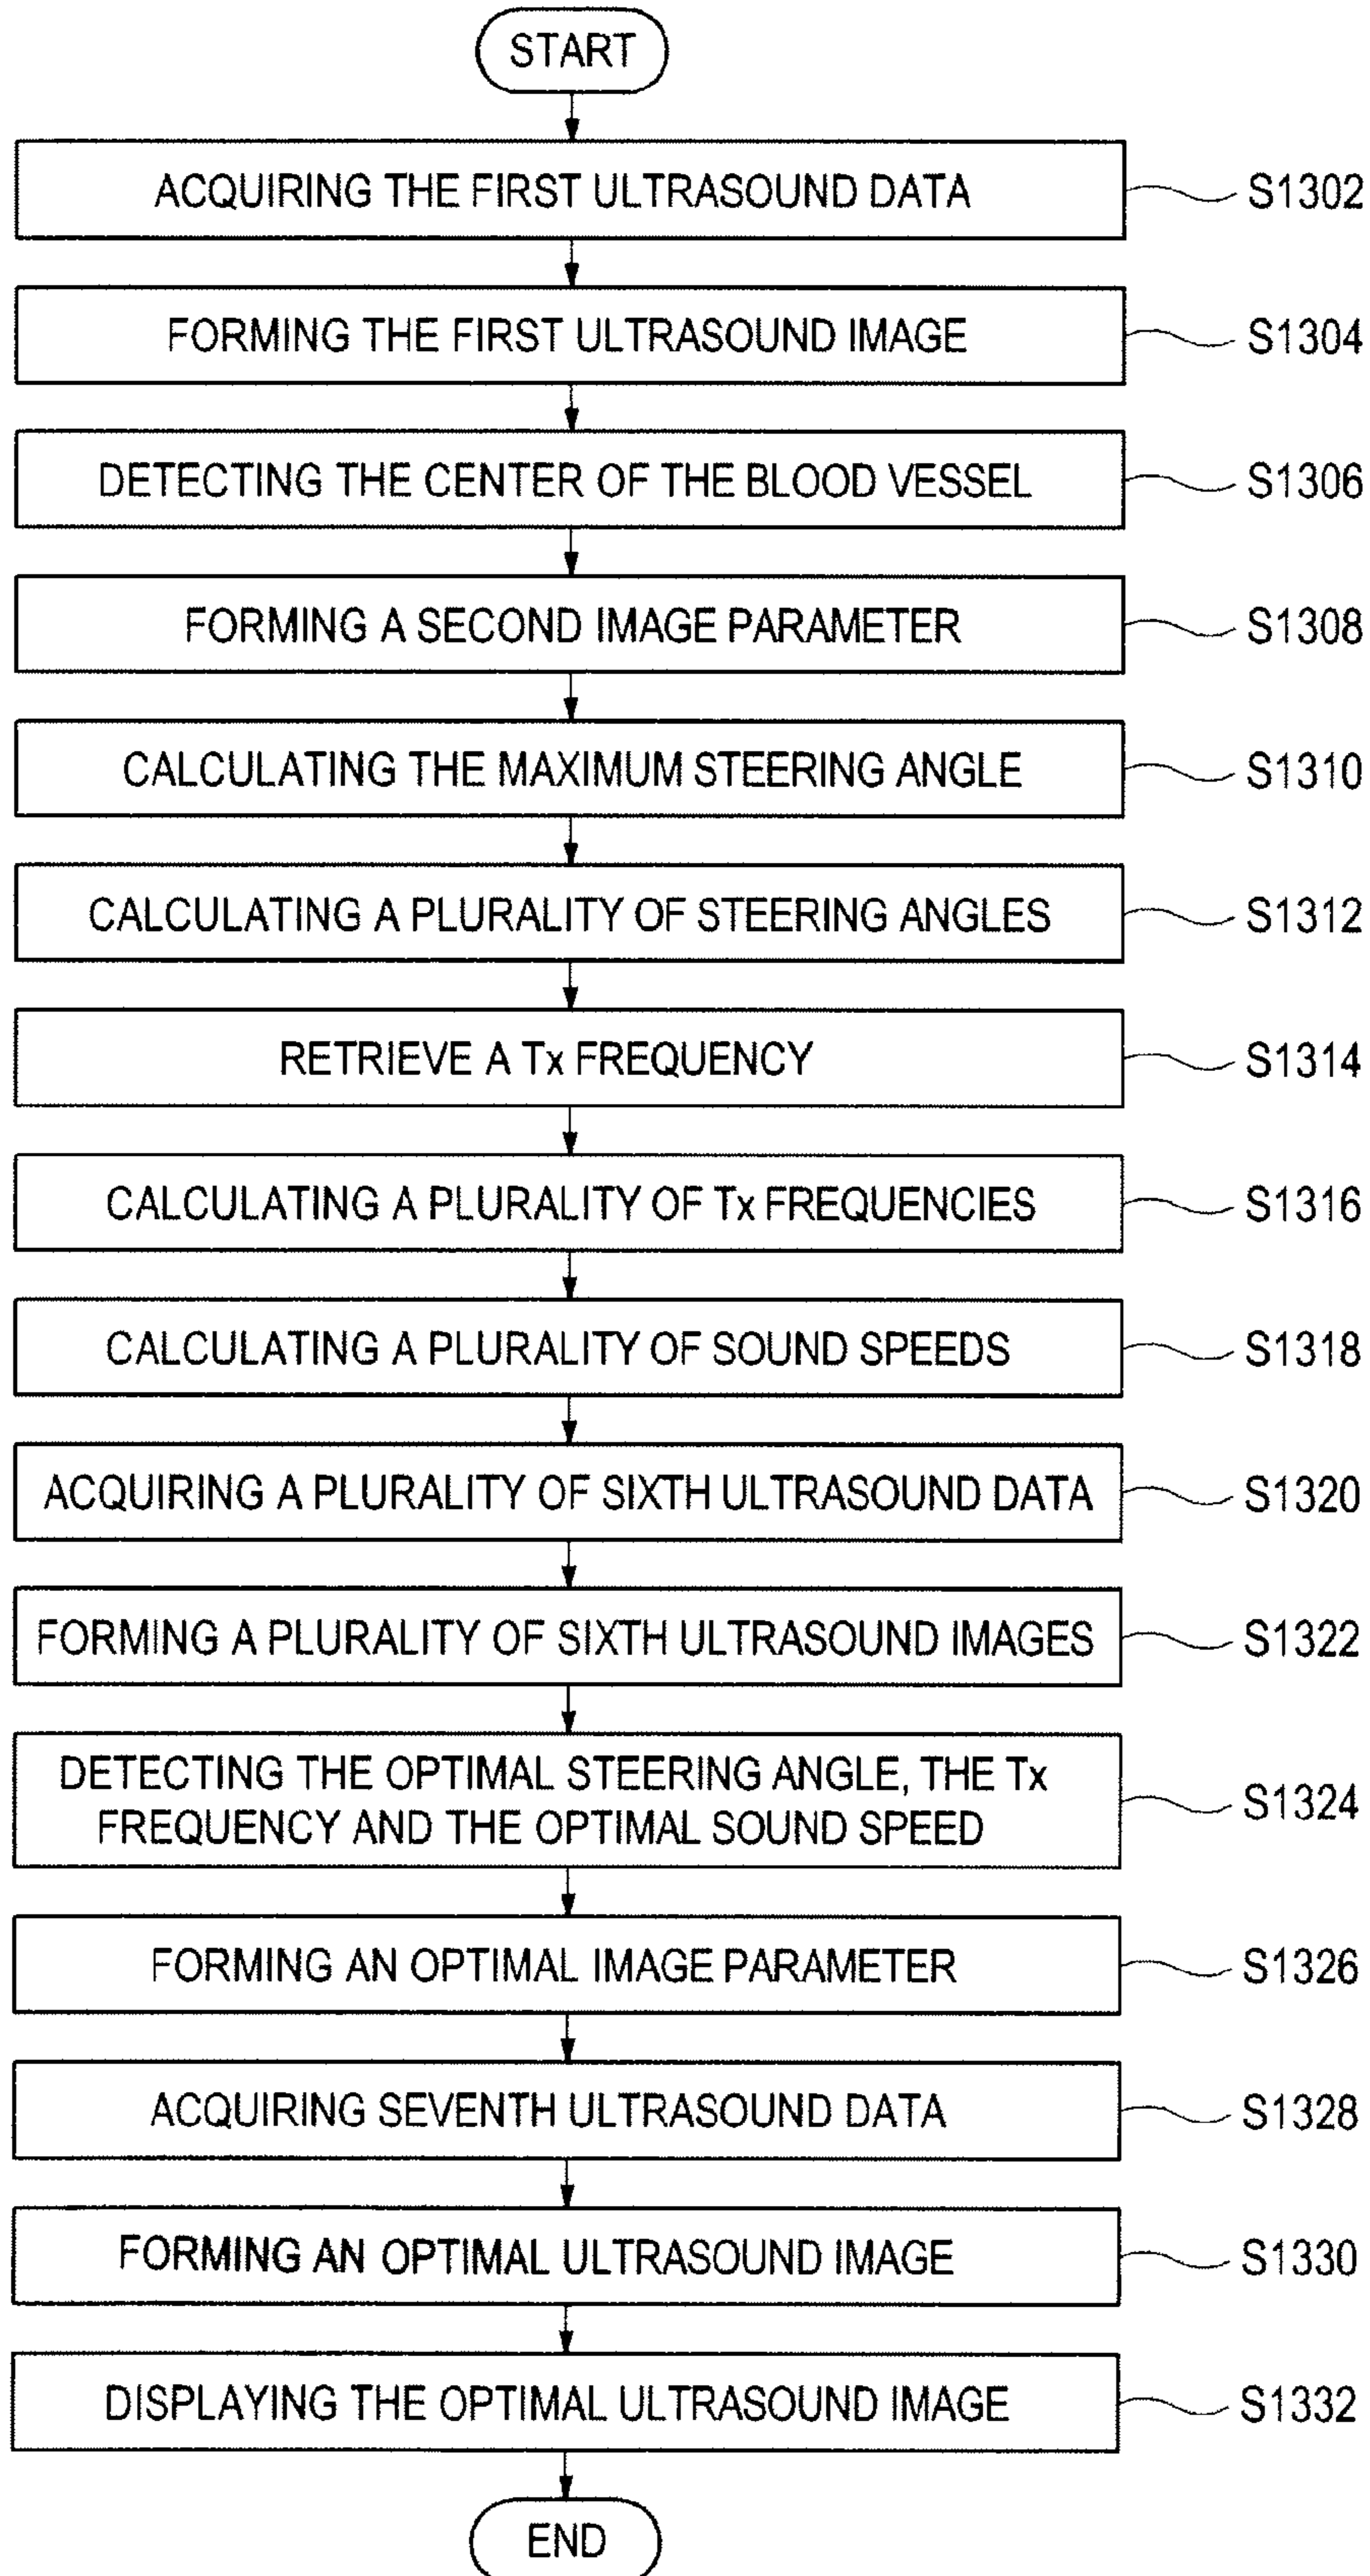 START
ACQUIRING THE FIRST ULTRASOUND DATA
S1302
FORMING THE FIRST ULTRASOUND IMAGE
S1304
DETECTING THE CENTER OF THE BLOOD VESSEL
S1306
FORMING A SECOND IMAGE PARAMETER
S1308
CALCULATING THE MAXIMUM STEERING ANGLE
S1310
CALCULATING A PLURALITY OF STEERING ANGLES
S1312
RETRIEVE A Tx FREQUENCY
S1314
CALCULATING A PLURALITY OF Tx FREQUENCIES
S1316
CALCULATING A PLURALITY OF SOUND SPEEDS
S1318
ACQUIRING A PLURALITY OF SIXTH ULTRASOUND DATA
S1320
FORMING A PLURALITY OF SIXTH ULTRASOUND IMAGES
S1322
DETECTING THE OPTIMAL STEERING ANGLE, THE Tx
FREQUENCY AND THE OPTIMAL SOUND SPEED
S1324
FORMING AN OPTIMAL IMAGE PARAMETER
S1326
ACQUIRING SEVENTH ULTRASOUND DATA
S1328
FORMING AN OPTIMAL ULTRASOUND IMAGE
S1330
DISPLAYING THE OPTIMAL ULTRASOUND IMAGE
S1332
END